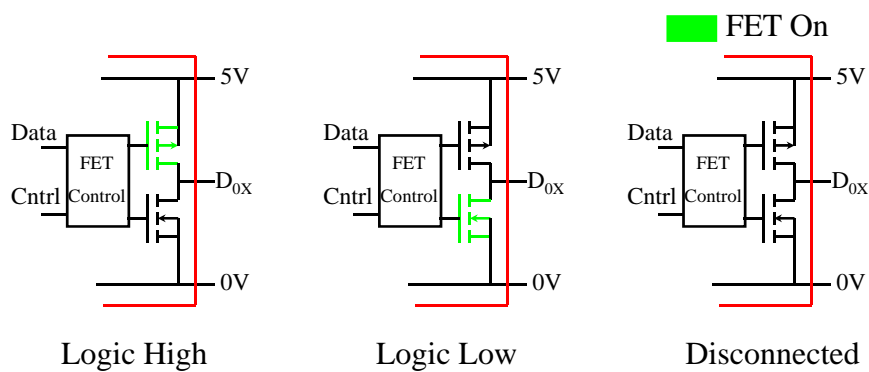 FET On
5V
Data
FET
Control
Cntrl
D0X
0V
Logic High
5V
Data
FET
Control
Cntrl
D0X
0V
Logic Low
5V
Data
FET
Control
Cntrl
D0X
0V
Disconnected